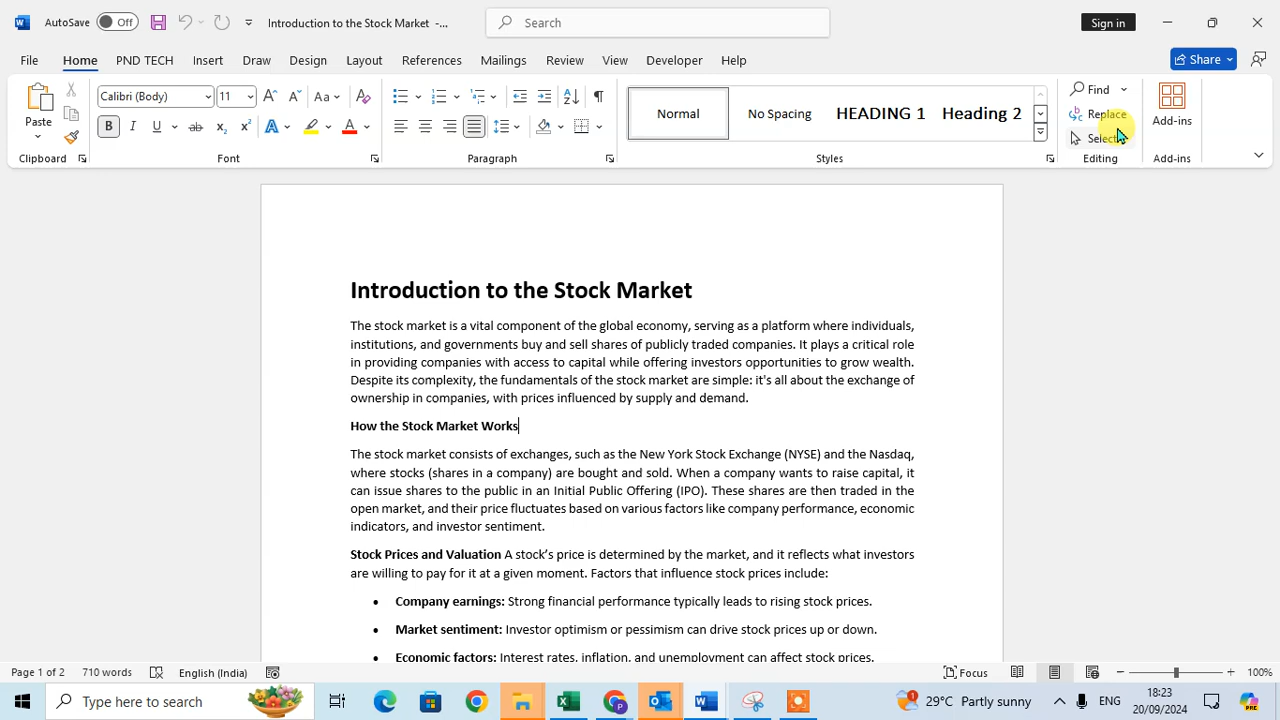 AutoSave Off Introduction to the Stock Market -... Search Sign in
File Home PND TECH Insert Draw Design Layout References Mailings Review View Developer Help Share
Paste
Calibri (Body) 11 Aa
B I U ab x₂ x² A A
Normal No Spacing HEADING 1 Heading 2
Find
Replace
Select
Add-ins
Clipboard Font Paragraph Styles Editing Add-ins
Introduction to the Stock Market
The stock market is a vital component of the global economy, serving as a platform where individuals,
institutions, and governments buy and sell shares of publicly traded companies. It plays a critical role
in providing companies with access to capital while offering investors opportunities to grow wealth.
Despite its complexity, the fundamentals of the stock market are simple: it's all about the exchange of
ownership in companies, with prices influenced by supply and demand.
How the Stock Market Works
The stock market consists of exchanges, such as the New York Stock Exchange (NYSE) and the Nasdaq,
where stocks (shares in a company) are bought and sold. When a company wants to raise capital, it
can issue shares to the public in an Initial Public Offering (IPO). These shares are then traded in the
open market, and their price fluctuates based on various factors like company performance, economic
indicators, and investor sentiment.
Stock Prices and Valuation A stock’s price is determined by the market, and it reflects what investors
are willing to pay for it at a given moment. Factors that influence stock prices include:
• Company earnings: Strong financial performance typically leads to rising stock prices.
• Market sentiment: Investor optimism or pessimism can drive stock prices up or down.
• Economic factors: Interest rates, inflation, and unemployment can affect stock prices.
Page 1 of 2 710 words English (India) Focus 100%
Type here to search 29°C Partly sunny ENG 18:23
20/09/2024